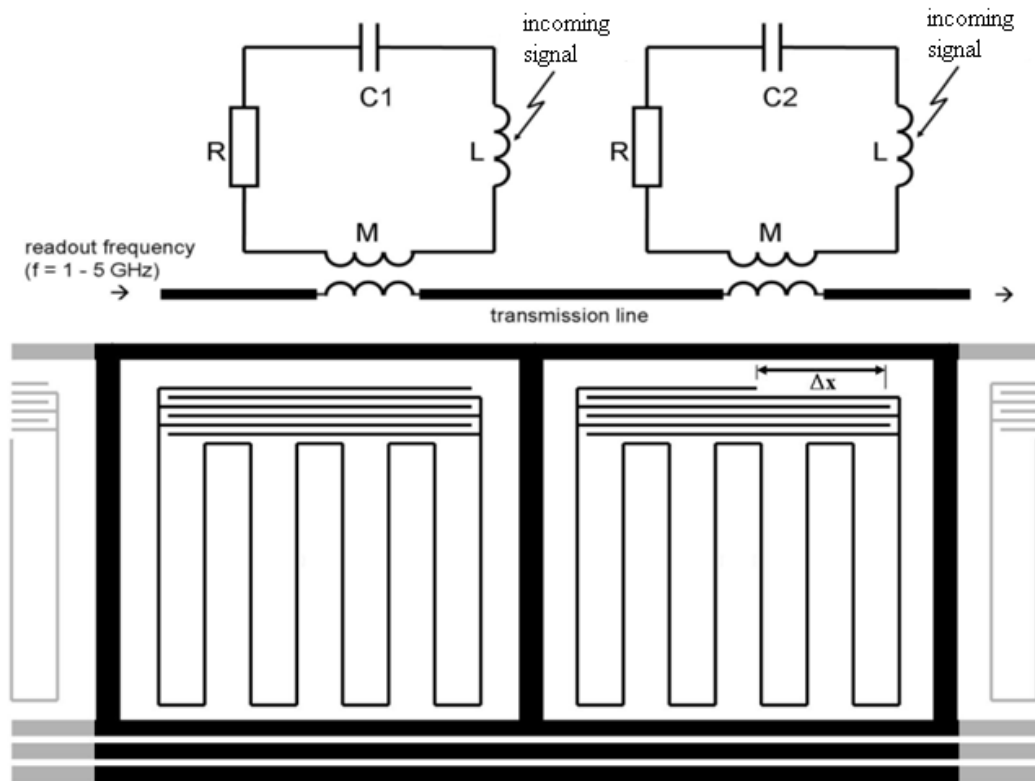 incoming
signal
incoming
signal
C1
C2
R
L
R
L
M
M
readout frequency
(f = 1 - 5 GHz)
transmission line
Δx